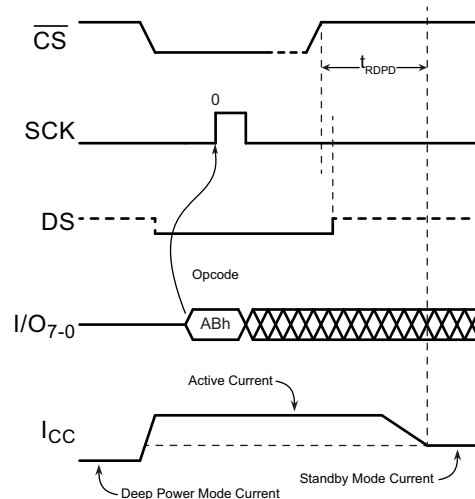 CS
tRDPD
0
SCK
DS
Opcode
I/O7-0
ABh
Active Current
ICC
Standby Mode Current
Deep Power Mode Current